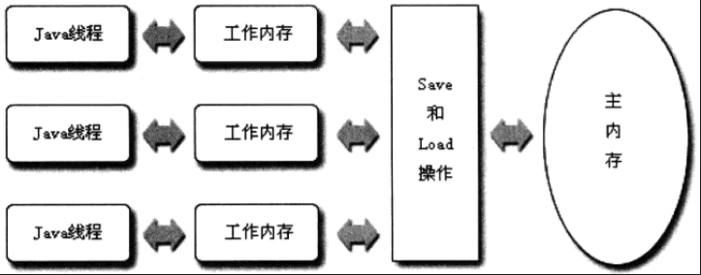 Java线程
工作内存
Java线程
工作内存
Java线程
工作内存
Save
和
Load
操作
主
内
存